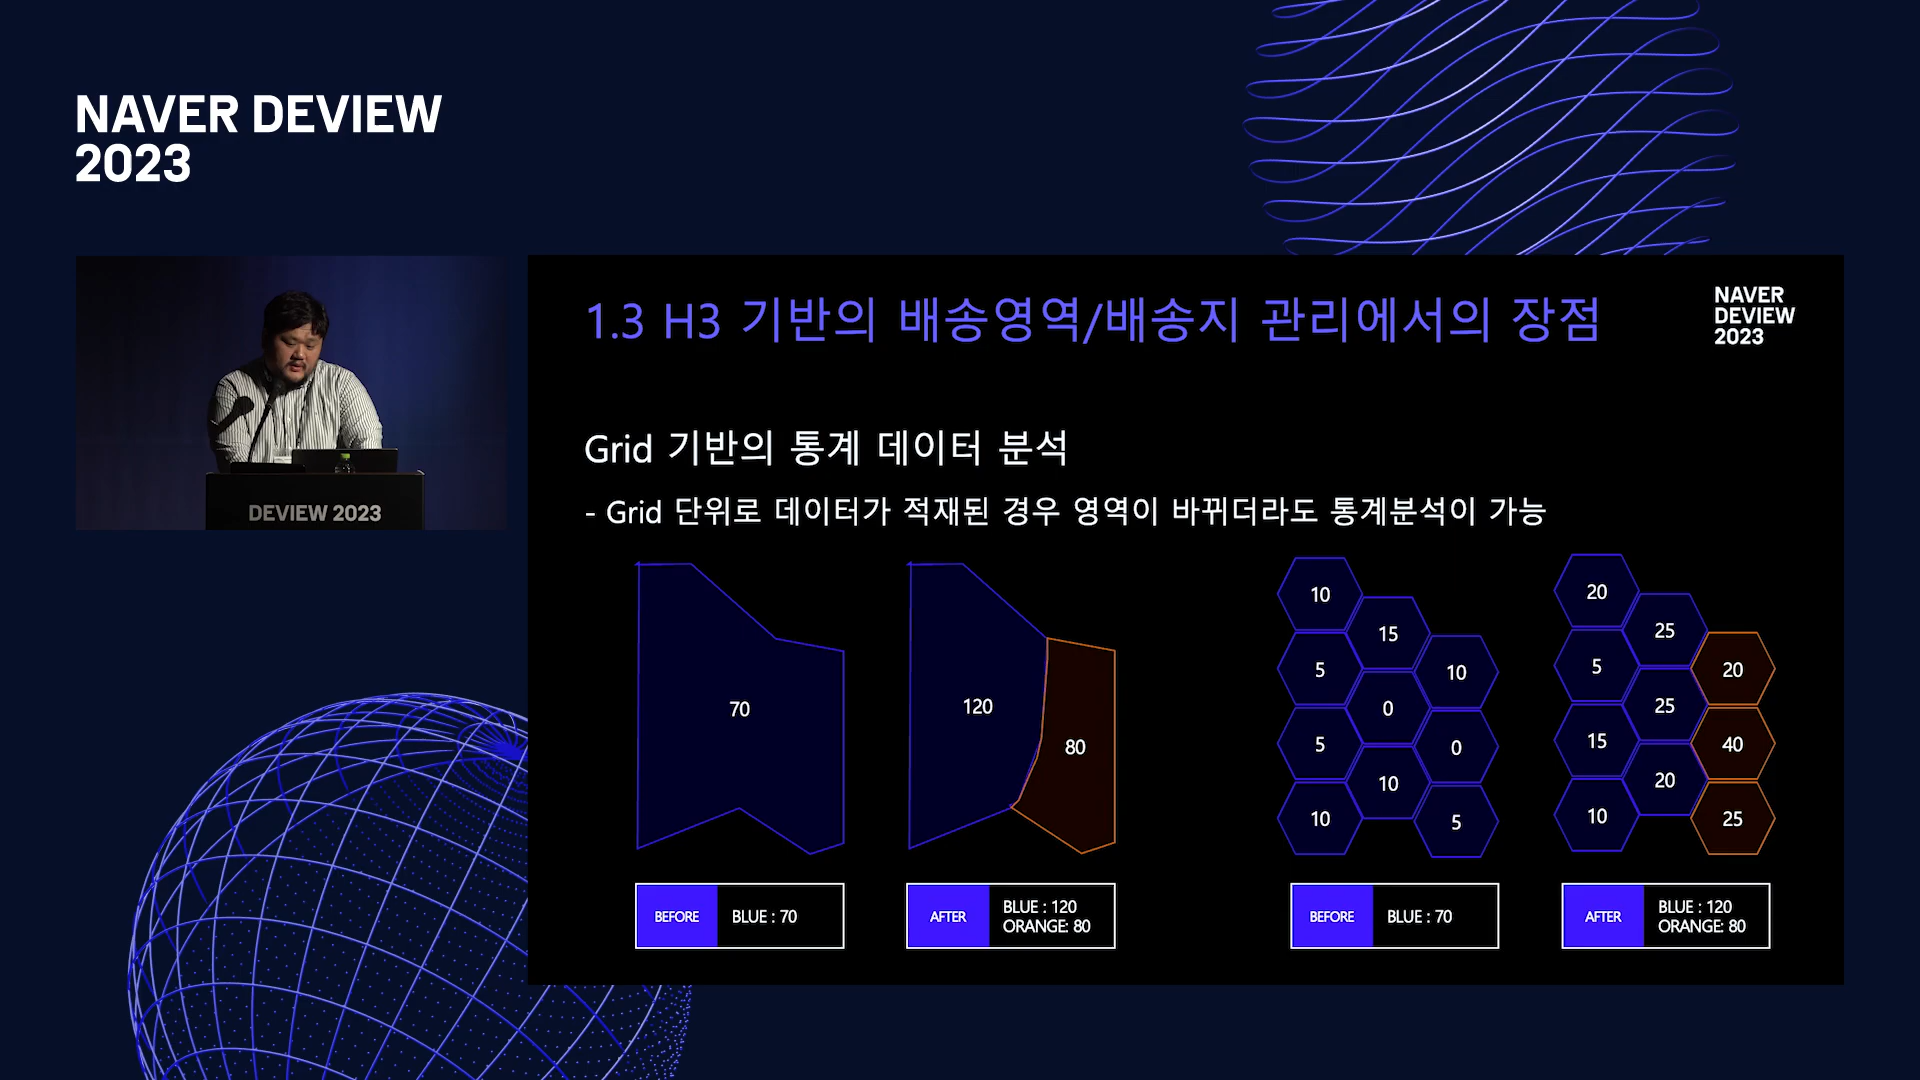 NAVER DEVIEW
2023
DEVIEW 2023
1.3 H3 기반의 배송영역/배송지 관리에서의 장점
NAVER
DEVIEW
2023
Grid 기반의 통계 데이터 분석
- Grid 단위로 데이터가 적재된 경우 영역이 바뀌더라도 통계분석이 가능
70
120
80
10
15
5
10
0
5
0
10
10
5
20
25
5
20
25
15
40
20
10
25
BEFORE
BLUE : 70
AFTER
BLUE : 120
ORANGE: 80
BEFORE
BLUE : 70
AFTER
BLUE : 120
ORANGE: 80